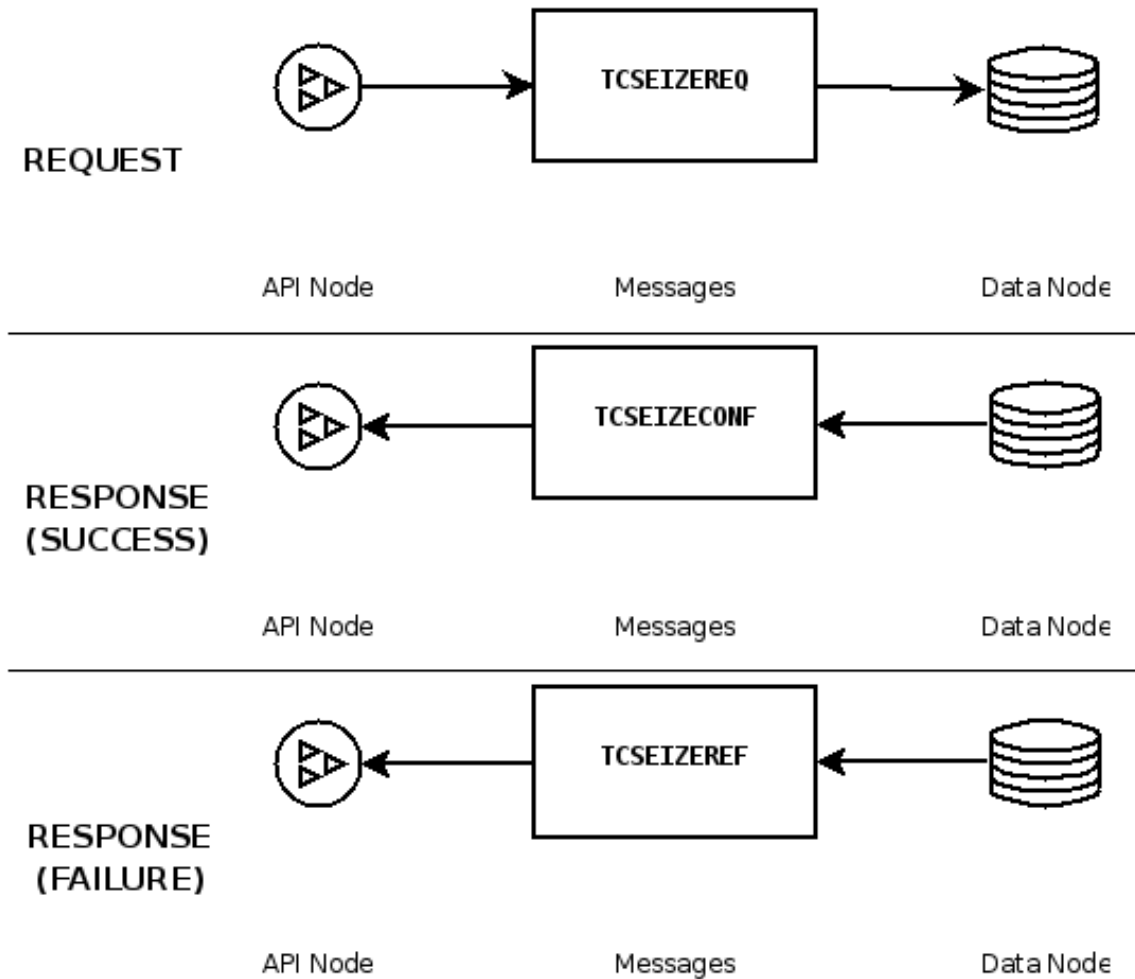 TCSEIZEREQ
REQUEST
API Node Messages Data Node
TCSEIZECONF
RESPONSE
(SUCCESS)
API Node Messages Data Node
TCSEIZEREF
RESPONSE
(FAILURE)
API Node Messages Data Node